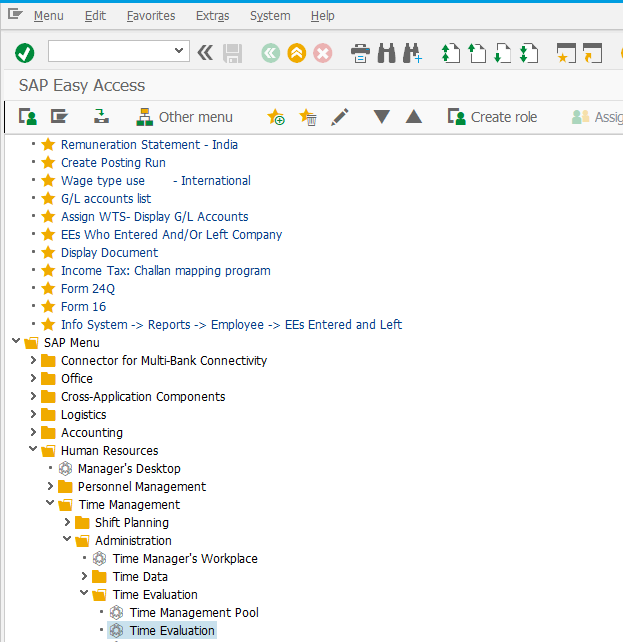 Menu Edit Favorites Extras System Help
SAP Easy Access
Other menu Create role Assig
Remuneration Statement - India
Create Posting Run
Wage type use - International
G/L accounts list
Assign WTS- Display G/L Accounts
EEs Who Entered And/Or Left Company
Display Document
Income Tax: Challan mapping program
Form 24Q
Form 16
Info System -> Reports -> Employee -> EEs Entered and Left
SAP Menu
Connector for Multi-Bank Connectivity
Office
Cross-Application Components
Logistics
Accounting
Human Resources
Manager's Desktop
Personnel Management
Time Management
Shift Planning
Administration
Time Manager's Workplace
Time Data
Time Evaluation
Time Management Pool
Time Evaluation